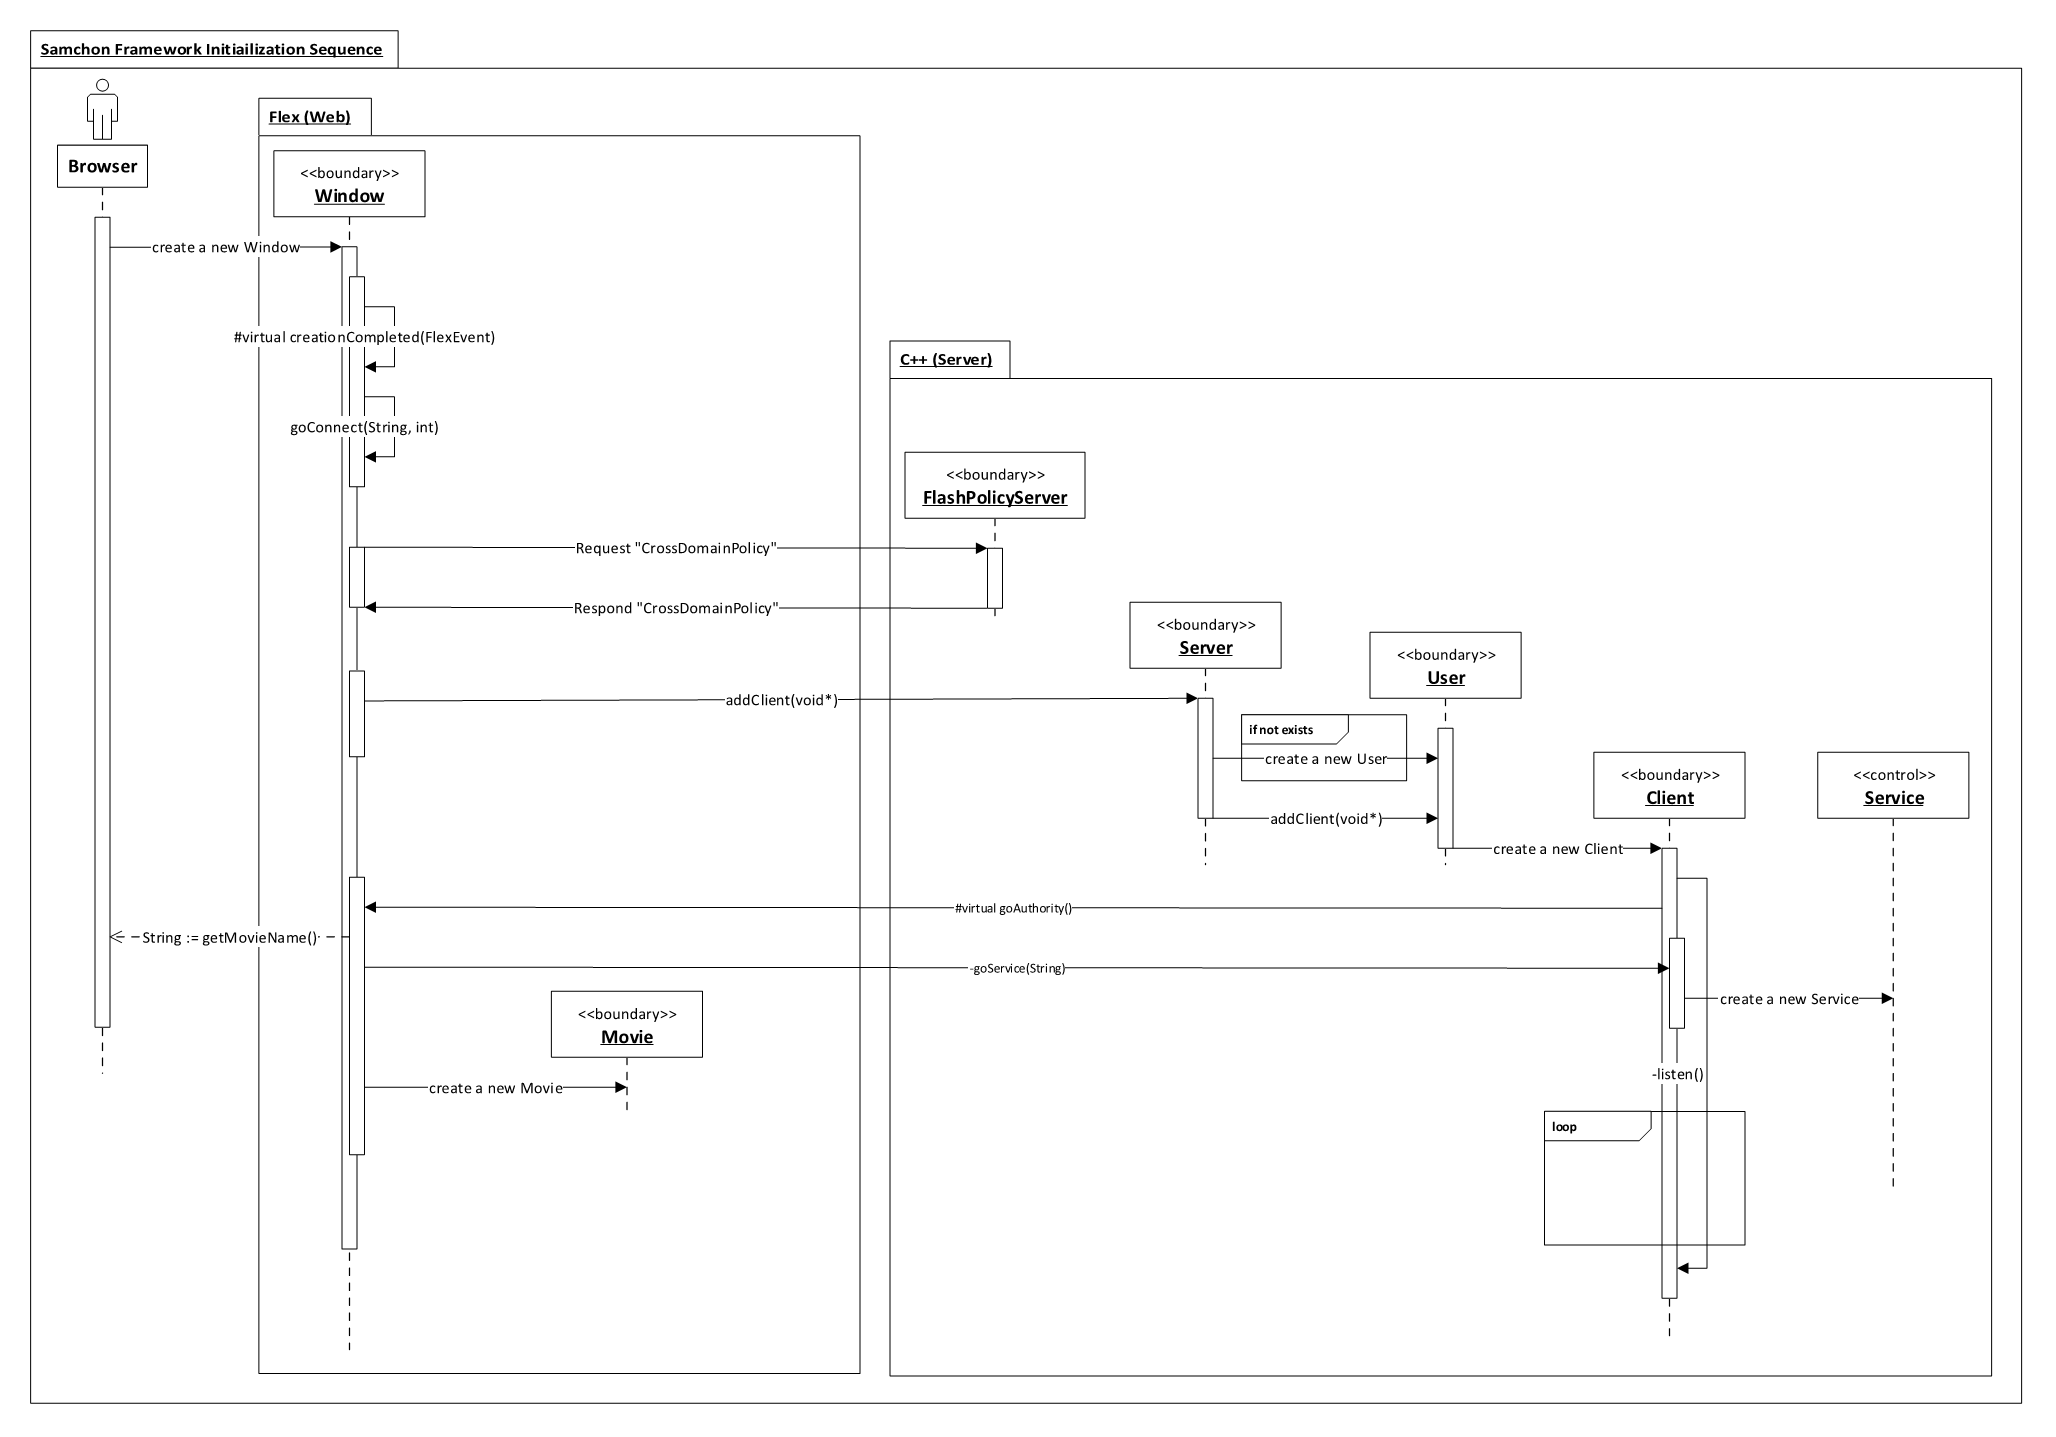 Samchon Framework Initiailization Sequence
Browser
Flex (Web)
<<boundary>>
Window
create a new Window
#virtual creationCompleted(FlexEvent)
goConnect(String, int)
C++ (Server)
<<boundary>>
FlashPolicyServer
Request "CrossDomainPolicy"
Respond "CrossDomainPolicy"
<<boundary>>
Server
<<boundary>>
User
addClient(void*)
if not exists
create a new User
addClient(void*)
<<boundary>>
Client
<<control>>
Service
create a new Client
#virtual goAuthority()
String := getMovieName()
-goService(String)
create a new Service
<<boundary>>
Movie
create a new Movie
-listen()
loop